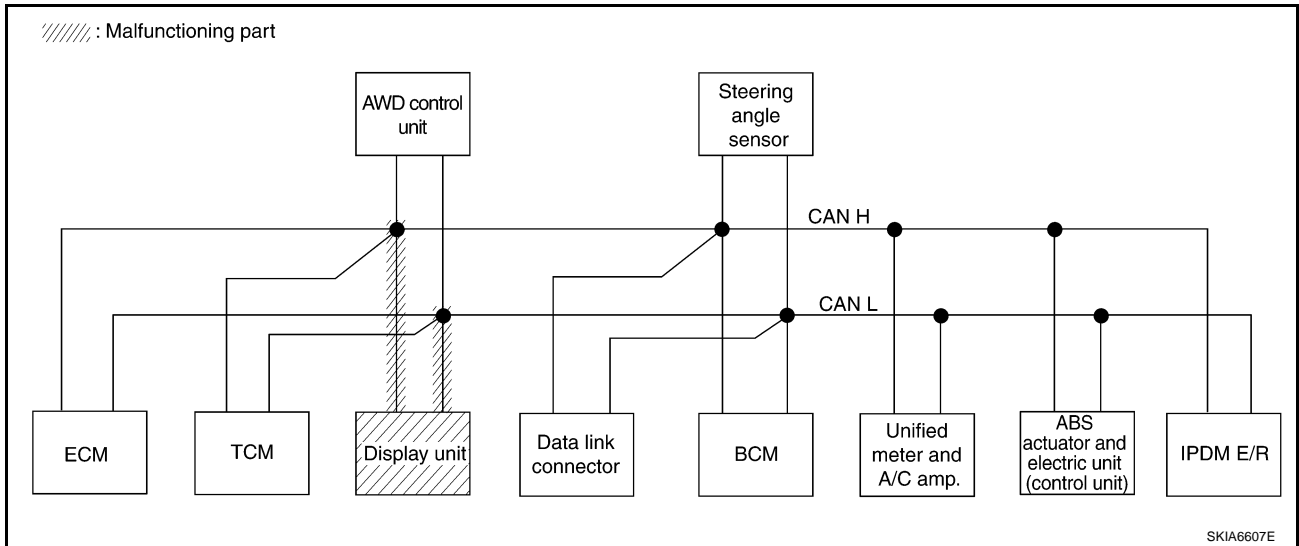 : Malfunctioning part
AWD control
unit
Steering
angle
sensor
CAN H
CAN L
ECM
TCM
Display unit
Data link
connector
BCM
Unified
meter and
A/C amp.
ABS
actuator and
electric unit
(control unit)
IPDM E/R
SKIA6607E